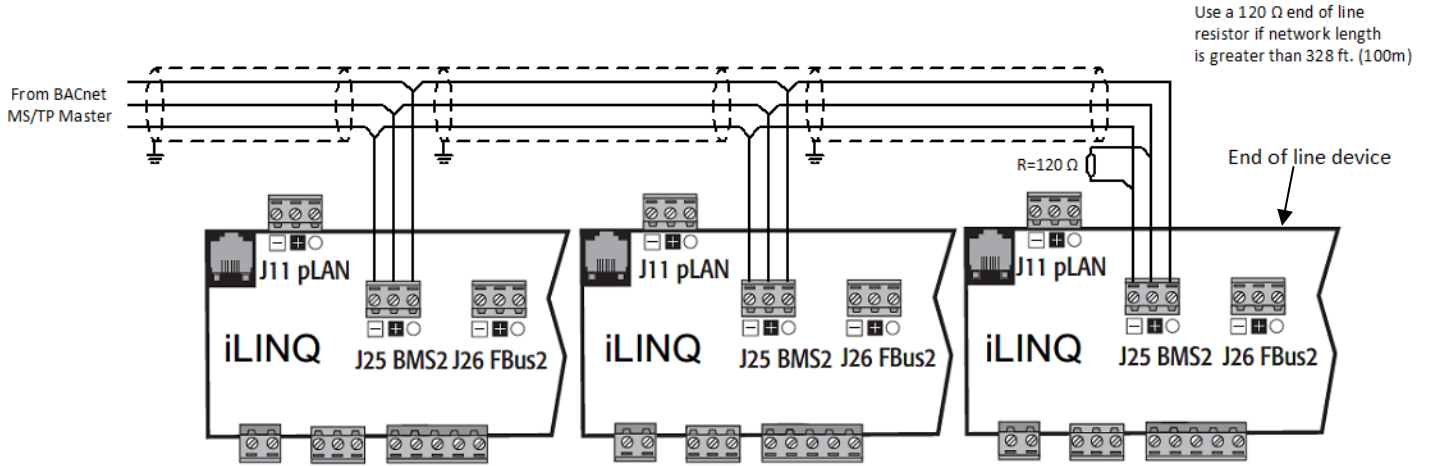 Use a 120 Ω end of line
resistor if network length
is greater than 328 ft. (100m)
From BACnet
MS/TP Master
R=120 Ω
End of line device
J11 pLAN
J11 pLAN
J11 pLAN
iLINQ
J25 BMS2 J26 FBus2
iLINQ
J25 BMS2 J26 FBus2
iLINQ
J25 BMS2 J26 FBus2